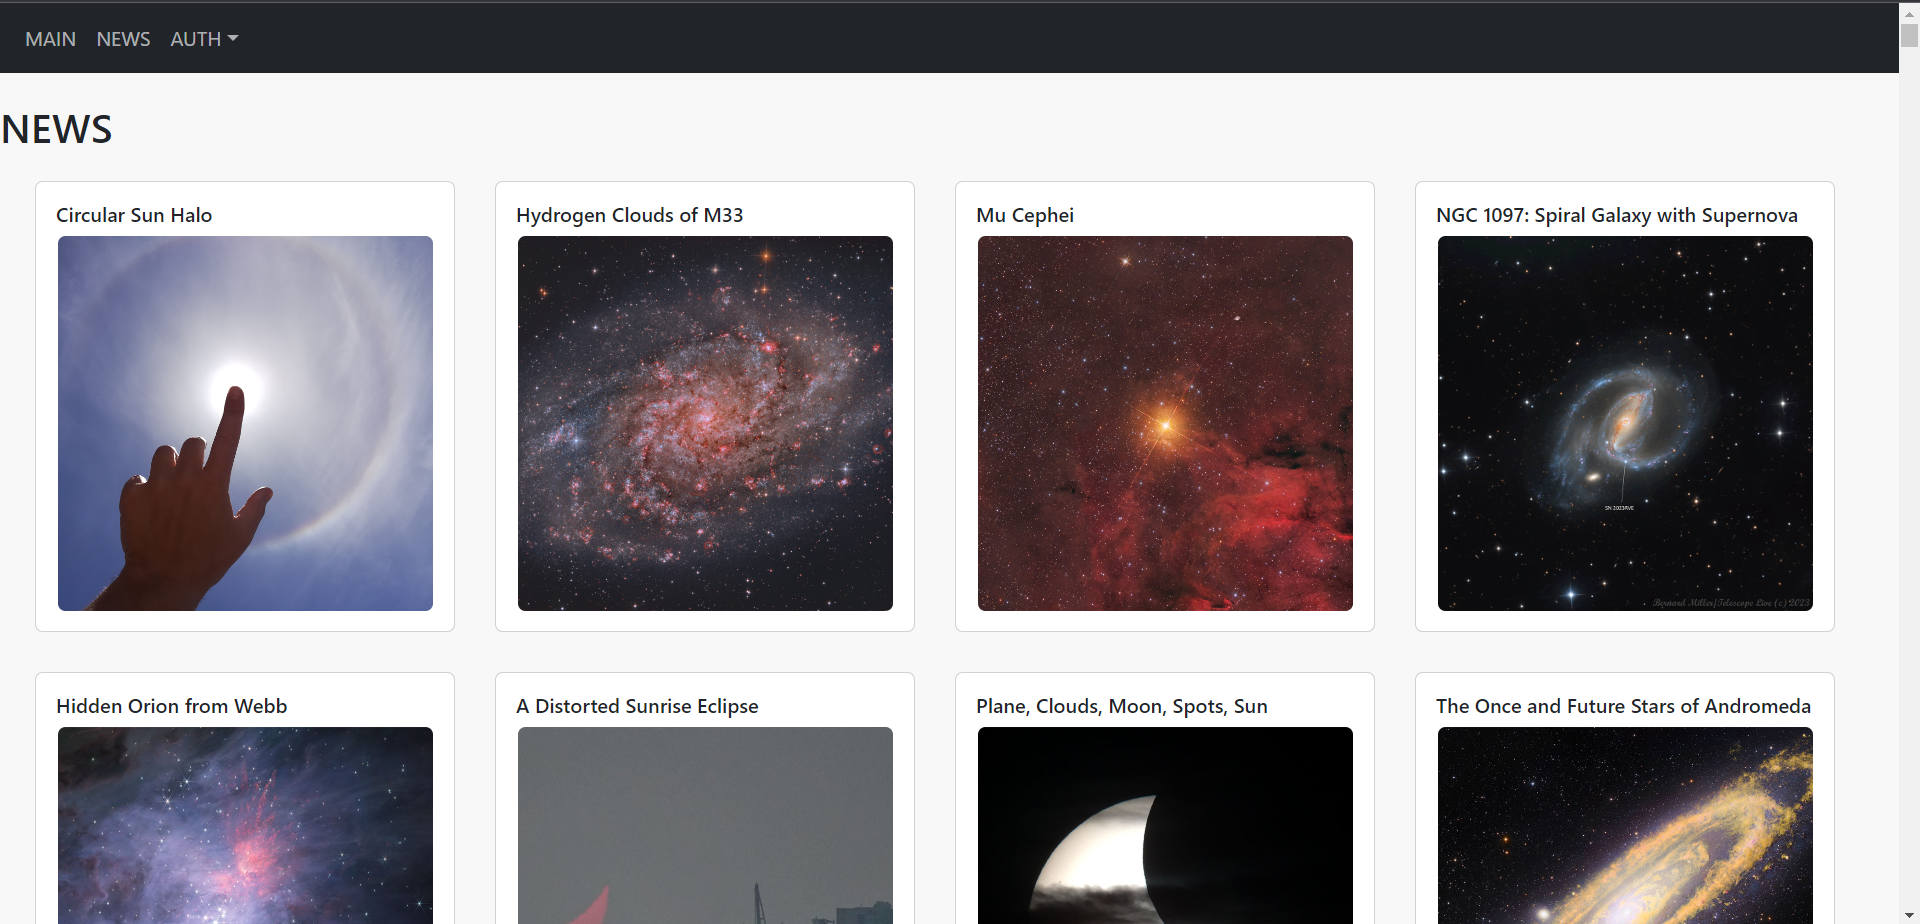 MAIN NEWS AUTH
NEWS
Circular Sun Halo
Hydrogen Clouds of M33
Mu Cephei
NGC 1097: Spiral Galaxy with Supernova
SN 2023RVE
Bernard Miller/Telescope Live (c) 2023
Hidden Orion from Webb
A Distorted Sunrise Eclipse
Plane, Clouds, Moon, Spots, Sun
The Once and Future Stars of Andromeda